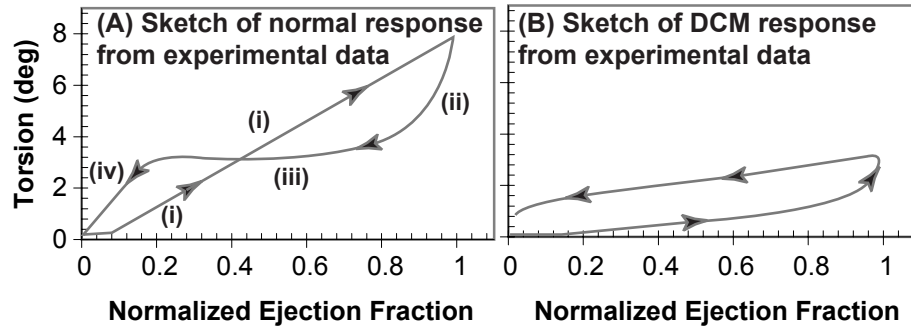 (A) Sketch of normal response
from experimental data
Torsion (deg)
8
6
4
2
0
(i)
(ii)
(iii)
(iv)
(i)
0 0.2 0.4 0.6 0.8 1
Normalized Ejection Fraction
(B) Sketch of DCM response
from experimental data
0 0.2 0.4 0.6 0.8 1
Normalized Ejection Fraction